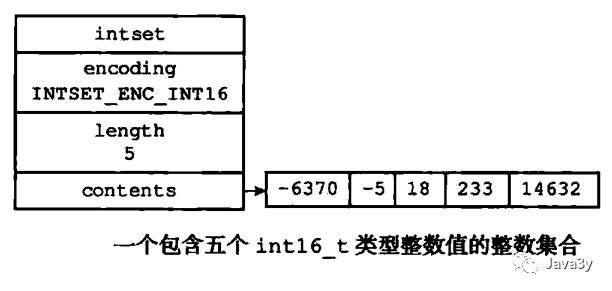 intset
encoding
INTSET_ENC_INT16
length
5
contents
-6370 -5 18 233 14632
一个包含五个 int16_t 类型整数值的整数集合
Java3y